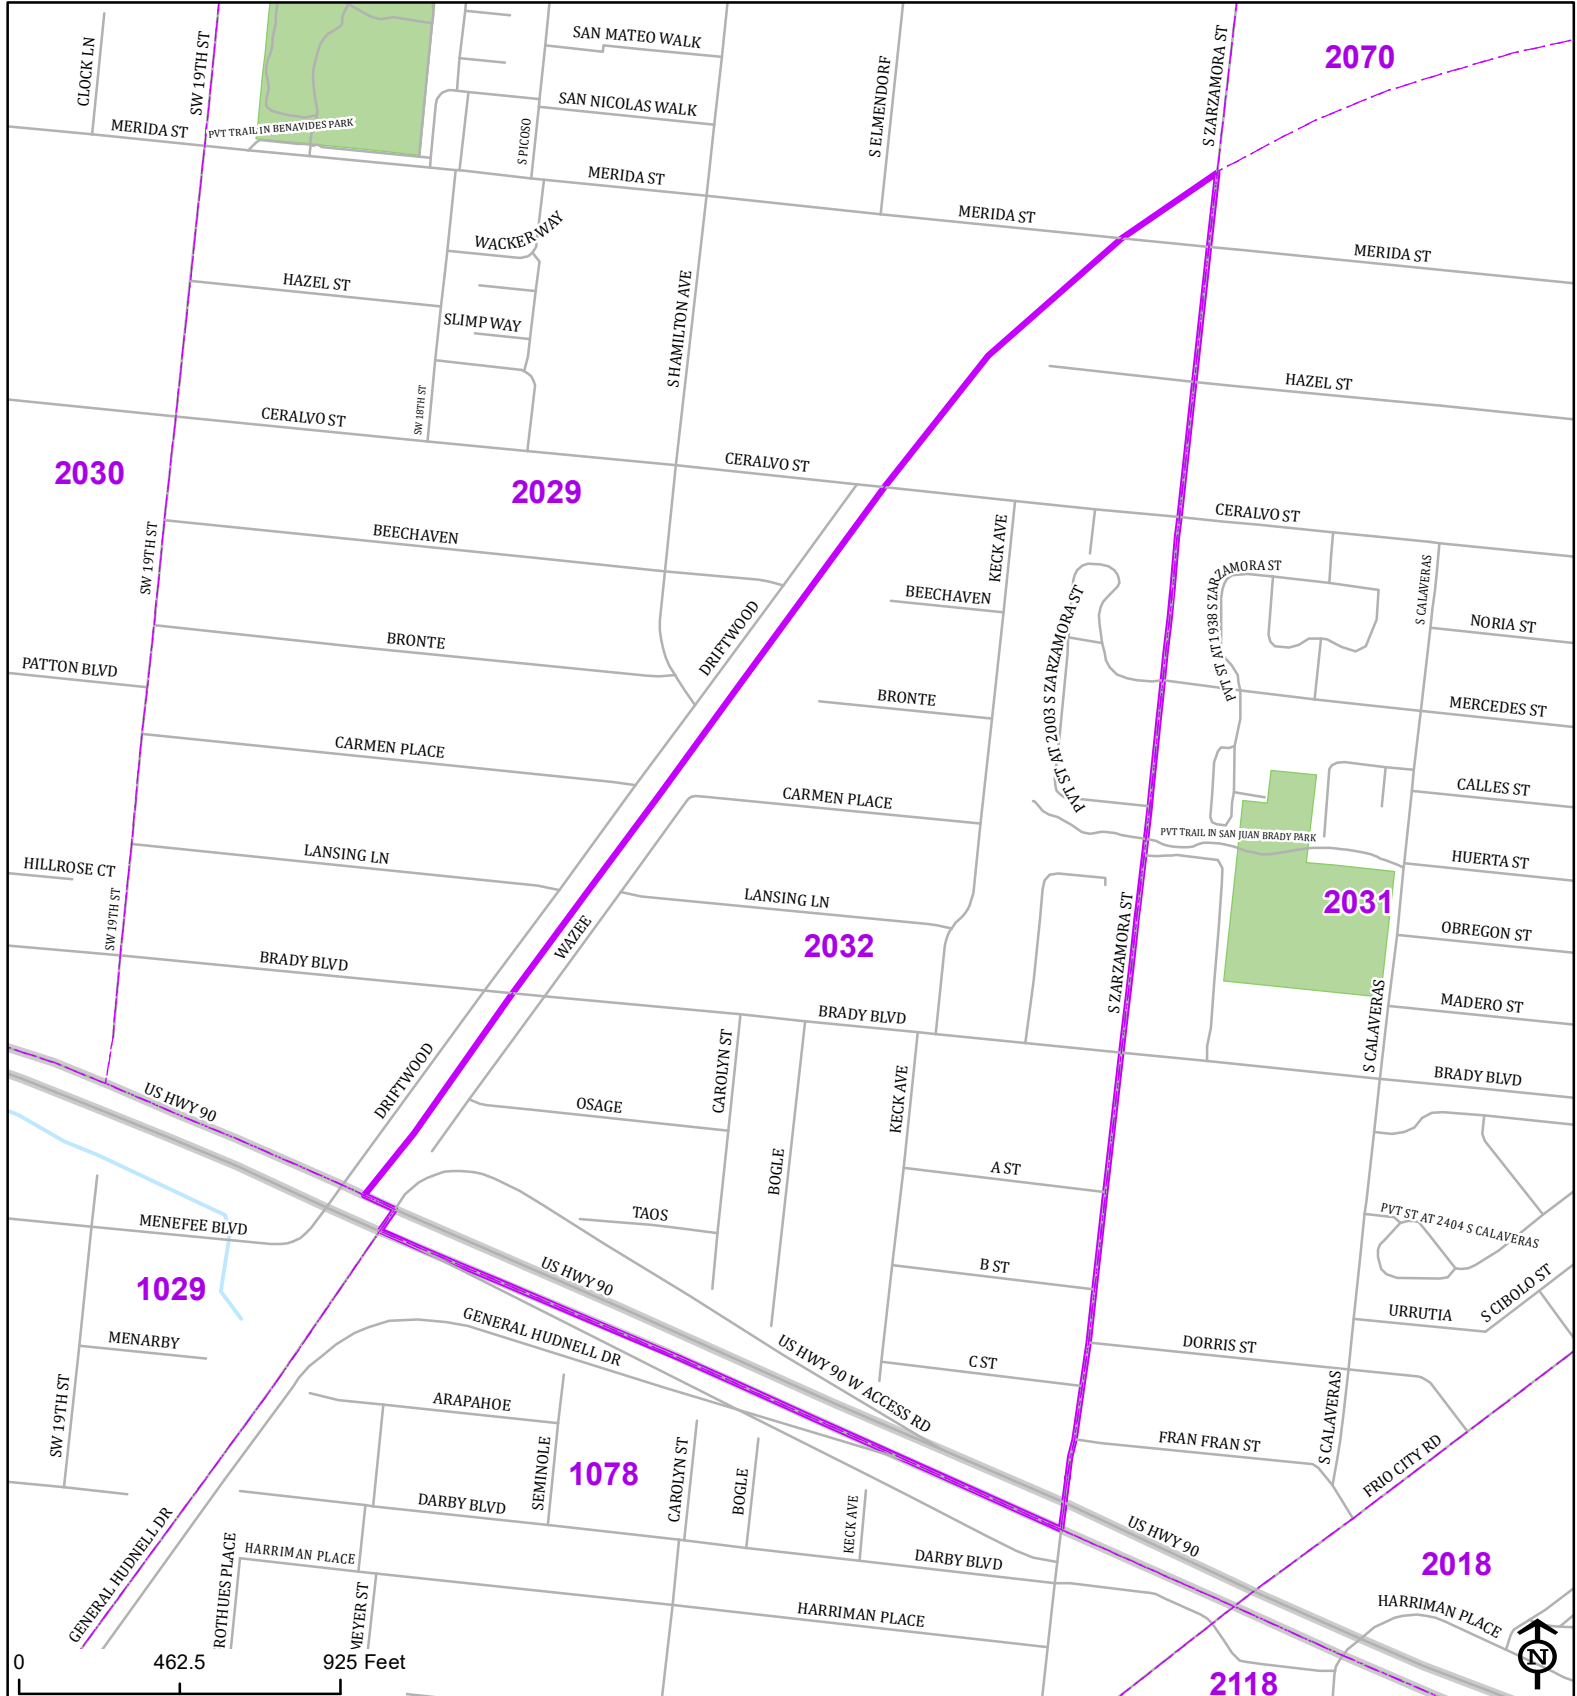 CLOCK LN
SW 19TH ST
SAN MATEO WALK
S ZARZAMORA ST
2070
S ELMENDORF
SAN NICOLAS WALK
MERIDA ST
PVT TRAIL IN BENAVIDES PARK
S PICOSO
MERIDA ST
MERIDA ST
MERIDA ST
WACKER WAY
HAZEL ST
S HAMILTON AVE
SLIMP WAY
HAZEL ST
SW 18TH ST
CERALVO ST
CERALVO ST
2030
2029
CERALVO ST
BEECHAVEN
KECK AVE
SW 19TH ST
PVT ST AT 1938 S ZARZAMORA ST
S CALAVERAS
BEECHAVEN
DRIFTWOOD
PVT ST AT 2003 S ZARZAMORA ST
NORIA ST
BRONTE
PATTON BLVD
BRONTE
MERCEDES ST
CARMEN PLACE
CARMEN PLACE
CALLES ST
PVT TRAIL IN SAN JUAN BRADY PARK
LANSING LN
HILLROSE CT
HUERTA ST
LANSING LN
2031
SW 19TH ST
WAZEE
2032
S ZARZAMORA ST
OBREGON ST
BRADY BLVD
MADERO ST
BRADY BLVD
S CALAVERAS
DRIFTWOOD
CAROLYN ST
BRADY BLVD
US HWY 90
OSAGE
KECK AVE
A ST
BOGLE
TAOS
MENEFEE BLVD
PVT ST AT 2404 S CALAVERAS
B ST
US HWY 90
1029
S CIBOLO ST
URRUTIA
GENERAL HUDNELL DR
MENARBY
DORRIS ST
C ST
US HWY 90 W ACCESS RD
ARAPAHOE
SW 19TH ST
S CALAVERAS
FRAN FRAN ST
FRIO CITY RD
SEMINOLE
1078
CAROLYN ST
BOGLE
DARBY BLVD
KECK AVE
US HWY 90
GENERAL HUDNELL DR
HARRIMAN PLACE
DARBY BLVD
2018
ROTHUES PLACE
MEYER ST
HARRIMAN PLACE
HARRIMAN PLACE
N
0 462.5 925 Feet
2118